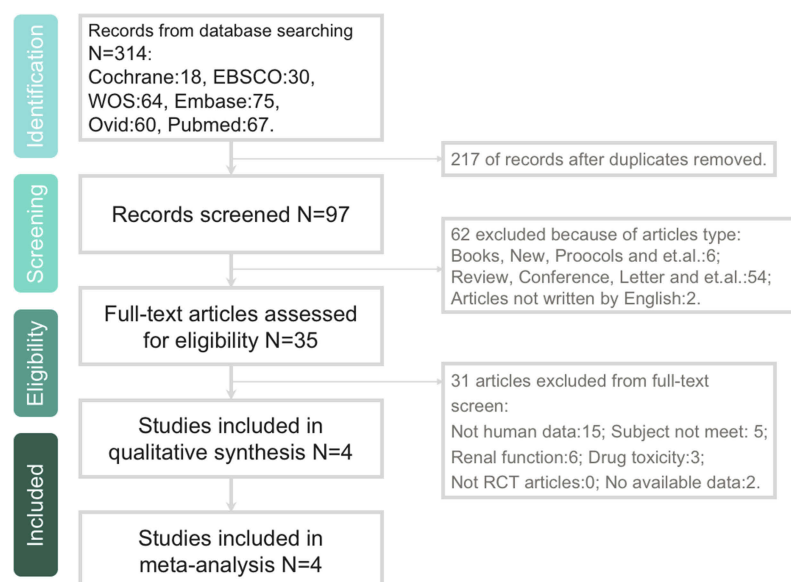 Identification
Records from database searching
N=314:
Cochrane:18, EBSCO:30,
WOS:64, Embase:75,
Ovid:60, Pubmed:67.
217 of records after duplicates removed.
Screening
Records screened N=97
62 excluded because of articles type:
Books, New, Proocols and et.al.:6;
Review, Conference, Letter and et.al.:54;
Articles not written by English:2.
Eligibility
Full-text articles assessed
for eligibility N=35
31 articles excluded from full-text
screen:
Not human data:15; Subject not meet: 5;
Renal function:6; Drug toxicity:3;
Not RCT articles:0; No available data:2.
Included
Studies included in
qualitative synthesis N=4
Studies included in
meta-analysis N=4